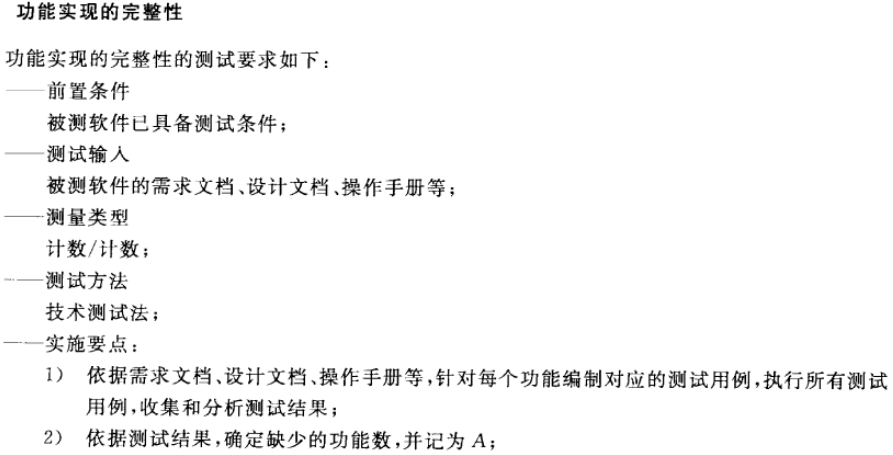 功能实现的完整性
功能实现的完整性的测试要求如下：
——前置条件
被测软件已具备测试条件；
——测试输入
被测软件的需求文档、设计文档、操作手册等；
——测量类型
计数/计数；
——测试方法
技术测试法；
——实施要点：
1） 依据需求文档、设计文档、操作手册等，针对每个功能编制对应的测试用例，执行所有测试
用例，收集和分析测试结果；
2） 依据测试结果，确定缺少的功能数，并记为 A；